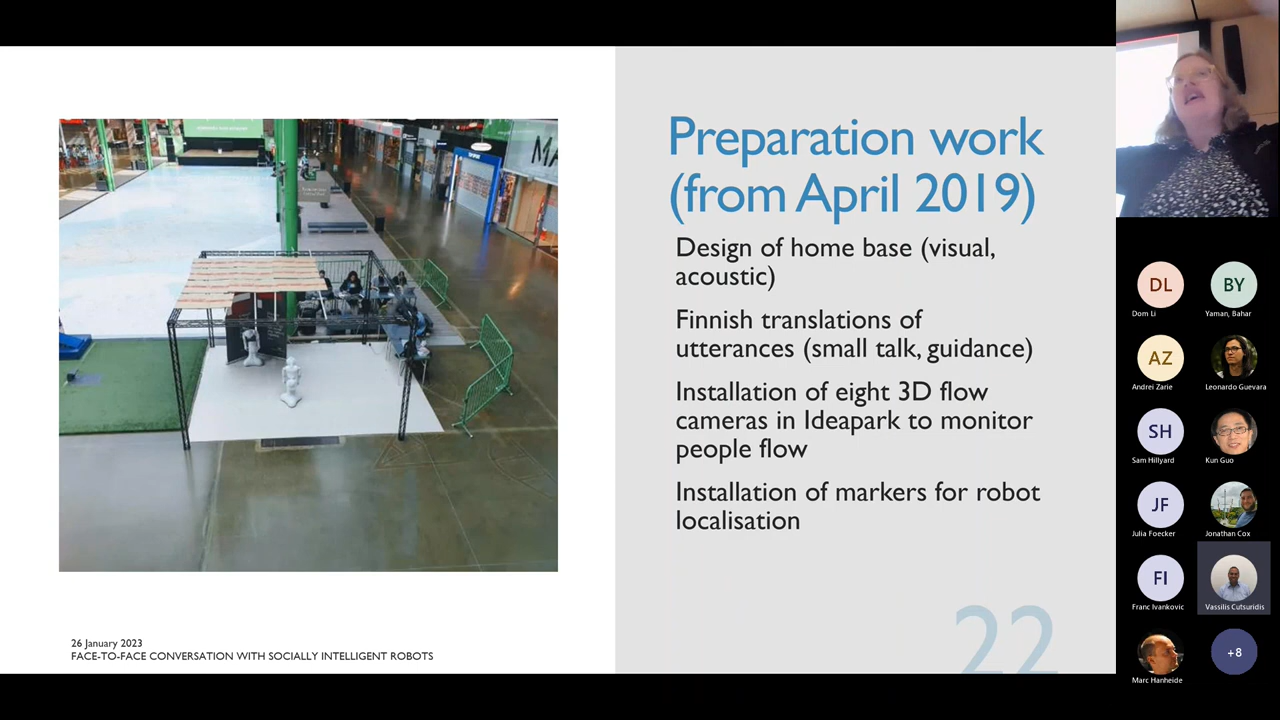 Preparation work
(from April 2019)
Design of home base (visual,
acoustic)
Finnish translations of
utterances (small talk, guidance)
Installation of eight 3D flow
cameras in Ideapark to monitor
people flow
Installation of markers for robot
localisation
26 January 2023
FACE-TO-FACE CONVERSATION WITH SOCIALLY INTELLIGENT ROBOTS
22
MA
DL
BY
Dom Li
Yaman, Bahar
AZ
Andrei Zarie
Leonardo Guevara
SH
Sam Hillyard
Kun Guo
JF
Julia Foecker
Jonathan Cox
FI
Franc Ivankovic
Vassilis Cutsuridis
Marc Hanheide
+8